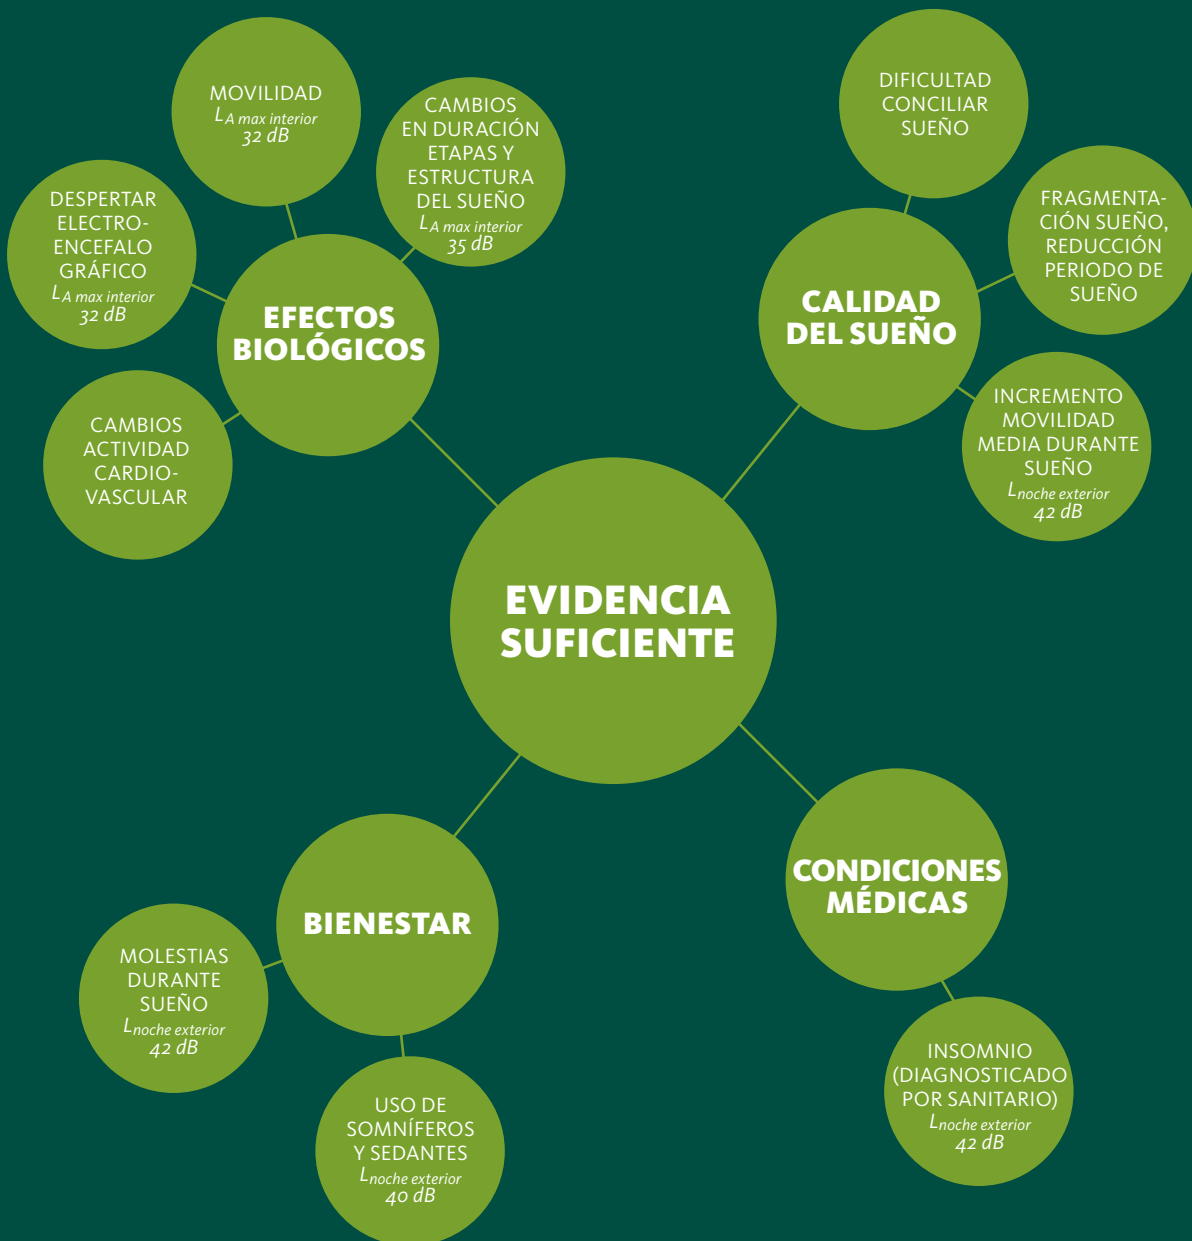 MOVILIDAD
LA max interior
32 dB
CAMBIOS
EN DURACIÓN
ETAPAS Y
ESTRUCTURA
DEL SUEÑO
LA max interior
35 dB
DESPERTAR
ELECTRO-
ENCEFALO
GRÁFICO
LA max interior
32 dB
EFECTOS
BIOLÓGICOS
CAMBIOS
ACTIVIDAD
CARDIO-
VASCULAR
DIFICULTAD
CONCILIAR
SUEÑO
FRAGMENTA-
CIÓN SUEÑO,
REDUCCIÓN
PERIODO DE
SUEÑO
CALIDAD
DEL SUEÑO
INCREMENTO
MOVILIDAD
MEDIA DURANTE
SUEÑO
Lnoche exterior
42 dB
EVIDENCIA
SUFICIENTE
BIENESTAR
MOLESTIAS
DURANTE
SUEÑO
Lnoche exterior
42 dB
USO DE
SOMNÍFEROS
Y SEDANTES
Lnoche exterior
40 dB
CONDICIONES
MÉDICAS
INSOMNIO
(DIAGNOSTICADO
POR SANITARIO)
Lnoche exterior
42 dB